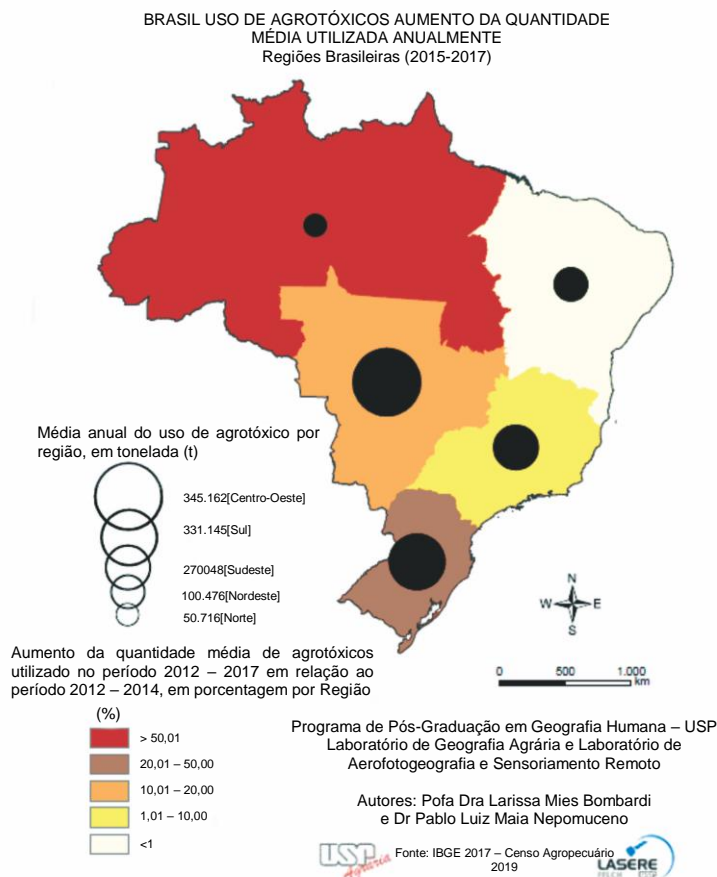 BRASIL USO DE AGROTÓXICOS AUMENTO DA QUANTIDADE
MÉDIA UTILIZADA ANUALMENTE
Regiões Brasileiras (2015-2017)
Média anual do uso de agrotóxico por
região, em tonelada (t)
345.162[Centro-Oeste]
331.145[Sul]
270048[Sudeste]
100.476[Nordeste]
50.716[Norte]
N
W E
S
0 500 1.000
km
Aumento da quantidade média de agrotóxicos
utilizado no período 2012 – 2017 em relação ao
período 2012 – 2014, em porcentagem por Região
(%)
> 50,01
20,01 – 50,00
10,01 – 20,00
1,01 – 10,00
<1
Programa de Pós-Graduação em Geografia Humana – USP
Laboratório de Geografia Agrária e Laboratório de
Aerofotogeografia e Sensoriamento Remoto
Autores: Pofa Dra Larissa Mies Bombardi
e Dr Pablo Luiz Maia Nepomuceno
USP
Agrária
Fonte: IBGE 2017 – Censo Agropecuário
2019
LASERE